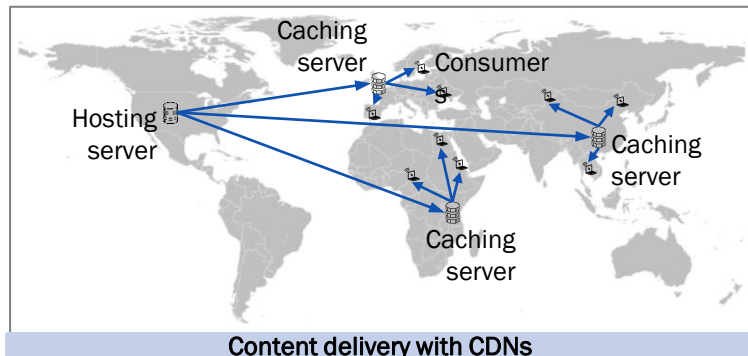 Caching
server
Consumer
s
Hosting
server
Caching
server
Caching
server
Content delivery with CDNs